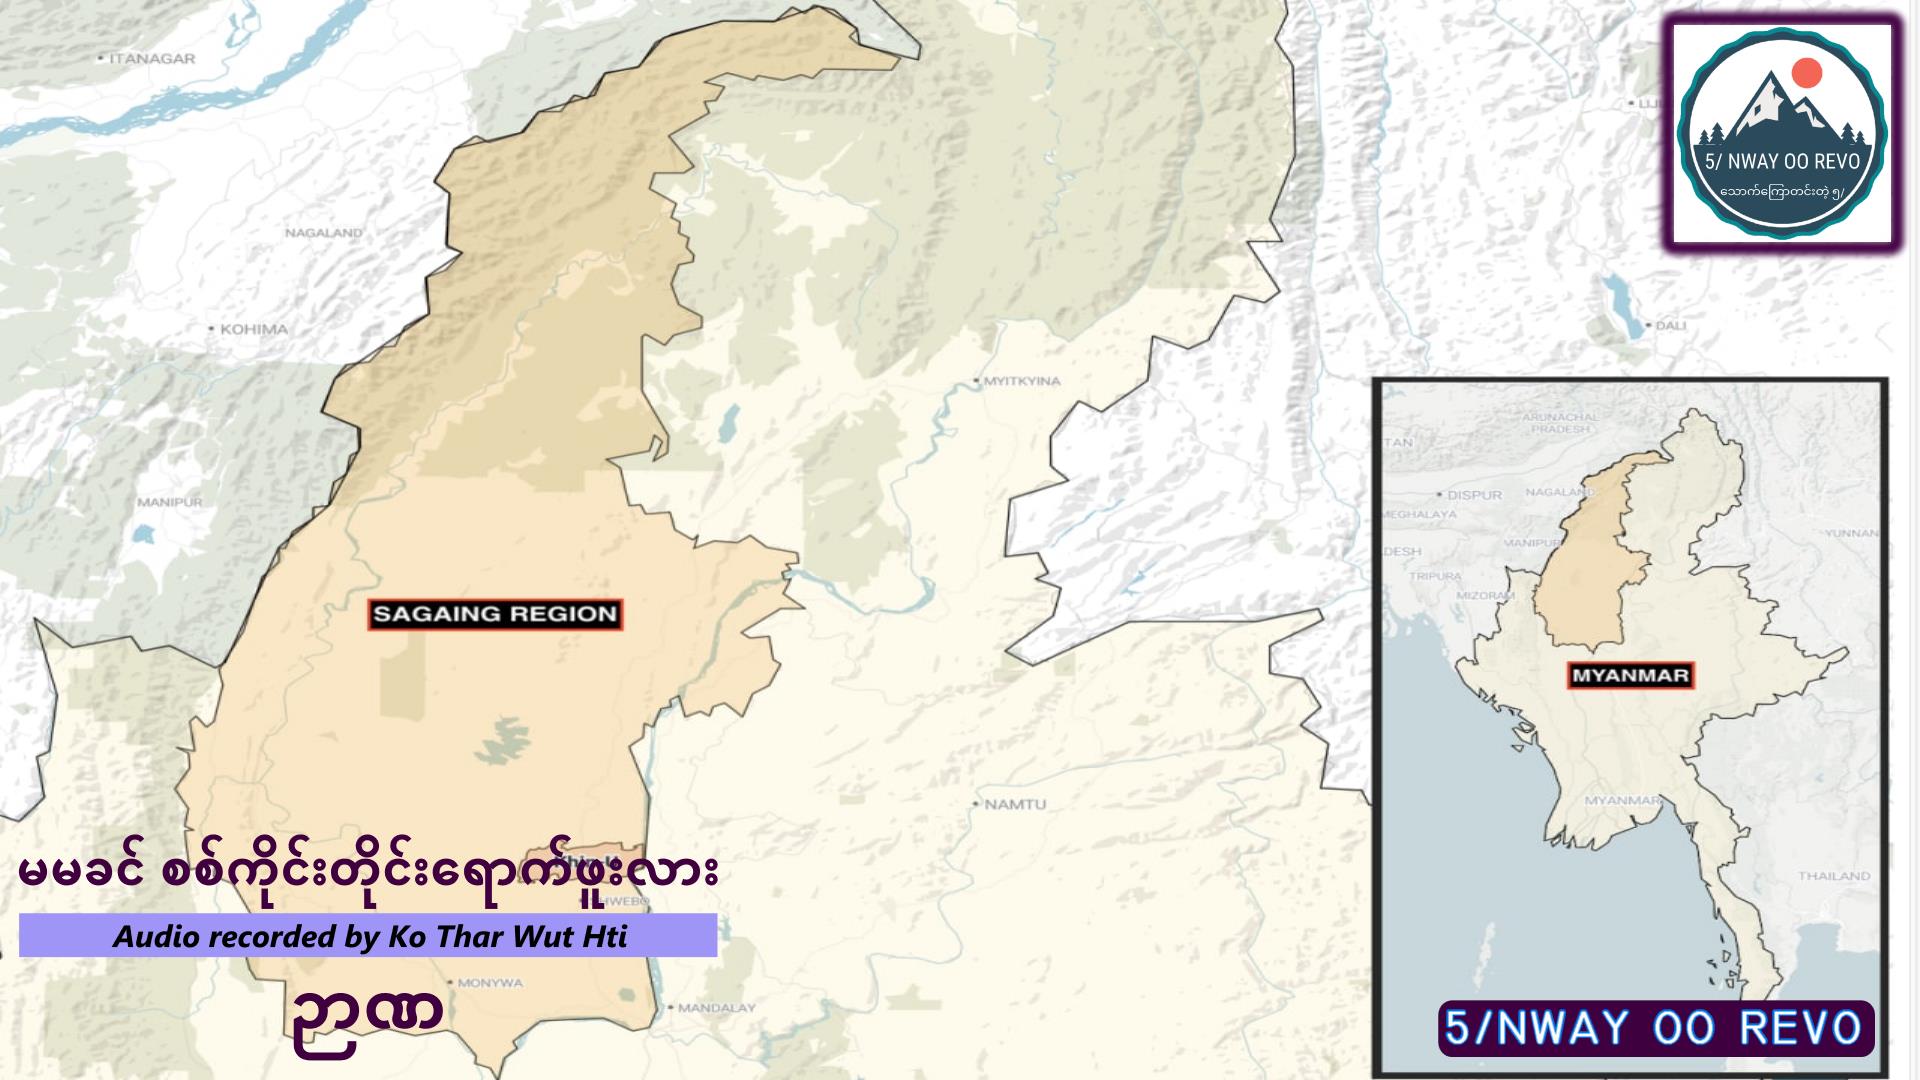 ITANAGAR
NAGALAND
KOHIMA
MANIPUR
MYITKYINA
DALI
SAGAING REGION
NAMTU
SHWEBO
MONYWA
MANDALAY
5/ NWAY OO REVO
သောက်ကြောတင်းတဲ့ ၅/
ARUNACHAL
PRADESH
TAN
DISPUR
NAGALAND
MEGHALAYA
YUNNAN
DESH
MANIPUR
TRIPURA
MIZORAM
MYANMAR
MYANMAR
THAILAND
မမခင် စစ်ကိုင်းတိုင်းရောက်ဖူးလား
Audio recorded by Ko Thar Wut Hti
ဉာဏ
5/NWAY OO REVO